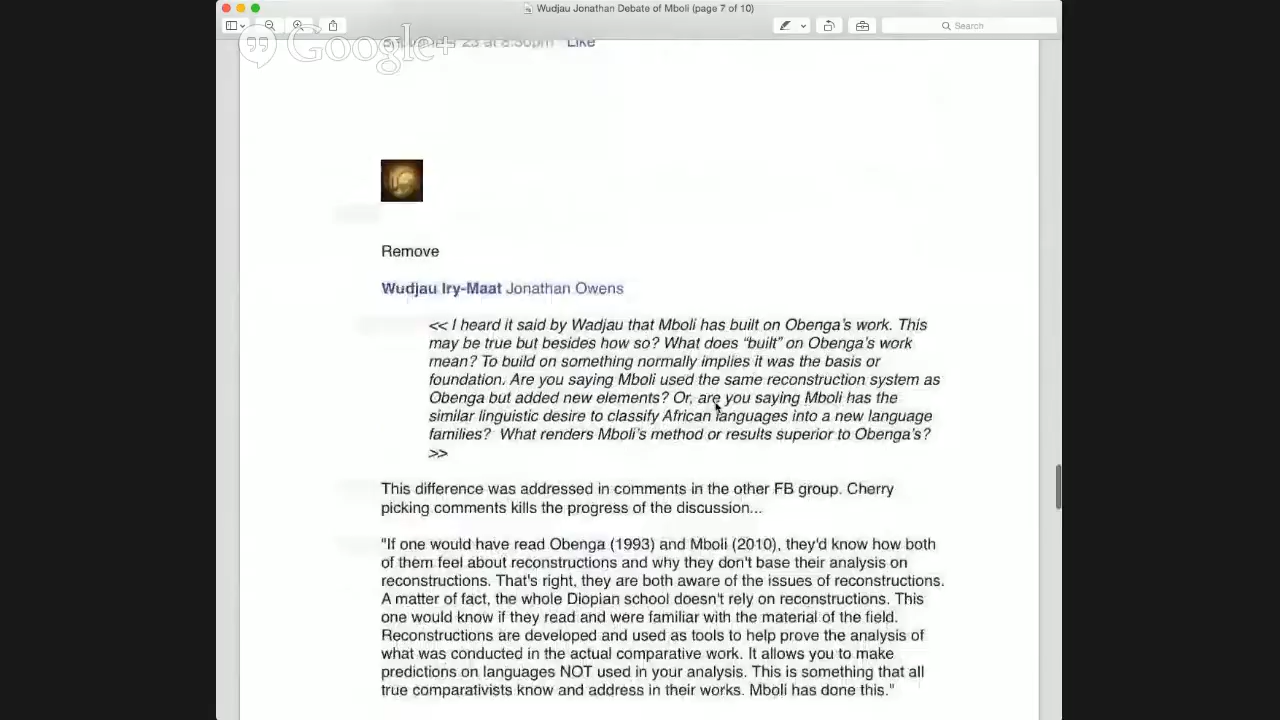 Wudjau Jonathan Debate of Mboli (page 7 of 10)
Search
Google+
23 at 8:50pm Like
Remove
Wudjau Iry-Maat Jonathan Owens
<< I heard it said by Wadjau that Mboli has built on Obenga's work. This
may be true but besides how so? What does "built" on Obenga's work
mean? To build on something normally implies it was the basis or
foundation. Are you saying Mboli used the same reconstruction system as
Obenga but added new elements? Or, are you saying Mboli has the
similar linguistic desire to classify African languages into a new language
families? What renders Mboli's method or results superior to Obenga's?
>>
This difference was addressed in comments in the other FB group. Cherry
picking comments kills the progress of the discussion...
"If one would have read Obenga (1993) and Mboli (2010), they'd know how both
of them feel about reconstructions and why they don't base their analysis on
reconstructions. That's right, they are both aware of the issues of reconstructions.
A matter of fact, the whole Diopian school doesn't rely on reconstructions. This
one would know if they read and were familiar with the material of the field.
Reconstructions are developed and used as tools to help prove the analysis of
what was conducted in the actual comparative work. It allows you to make
predictions on languages NOT used in your analysis. This is something that all
true comparativists know and address in their works. Mboli has done this."